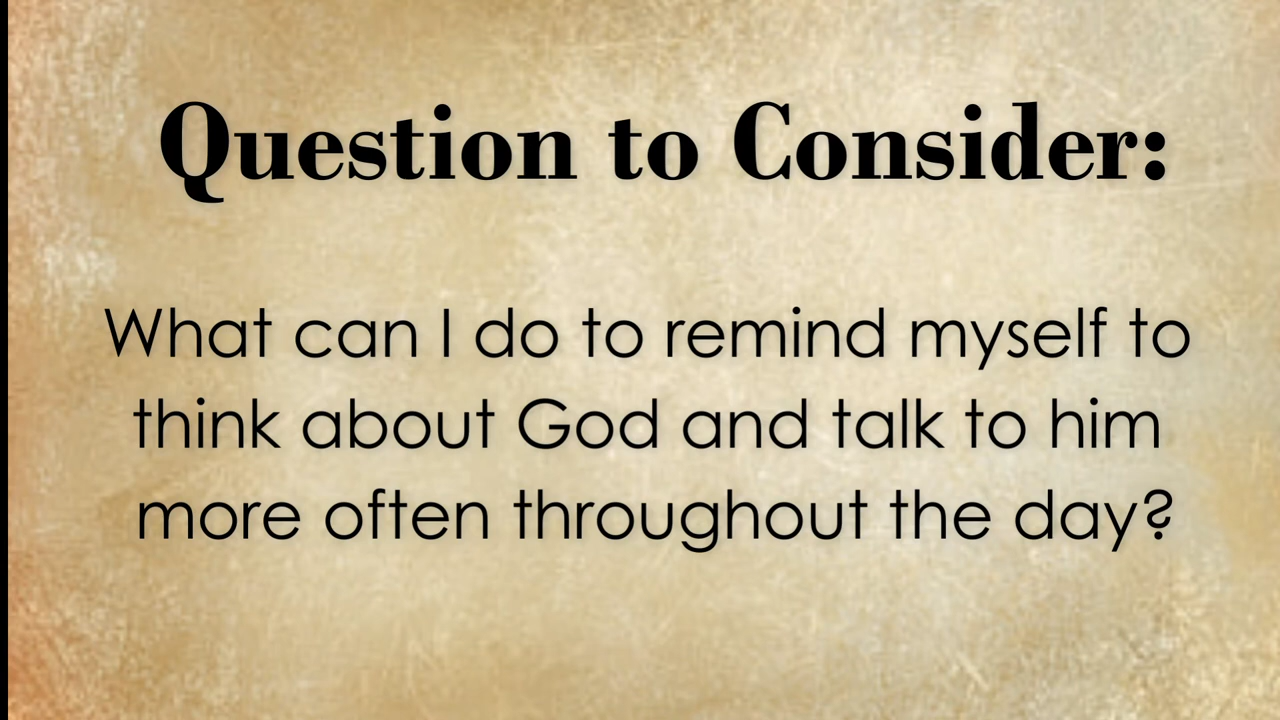 Question to Consider:
What can I do to remind myself to
think about God and talk to him
more often throughout the day?